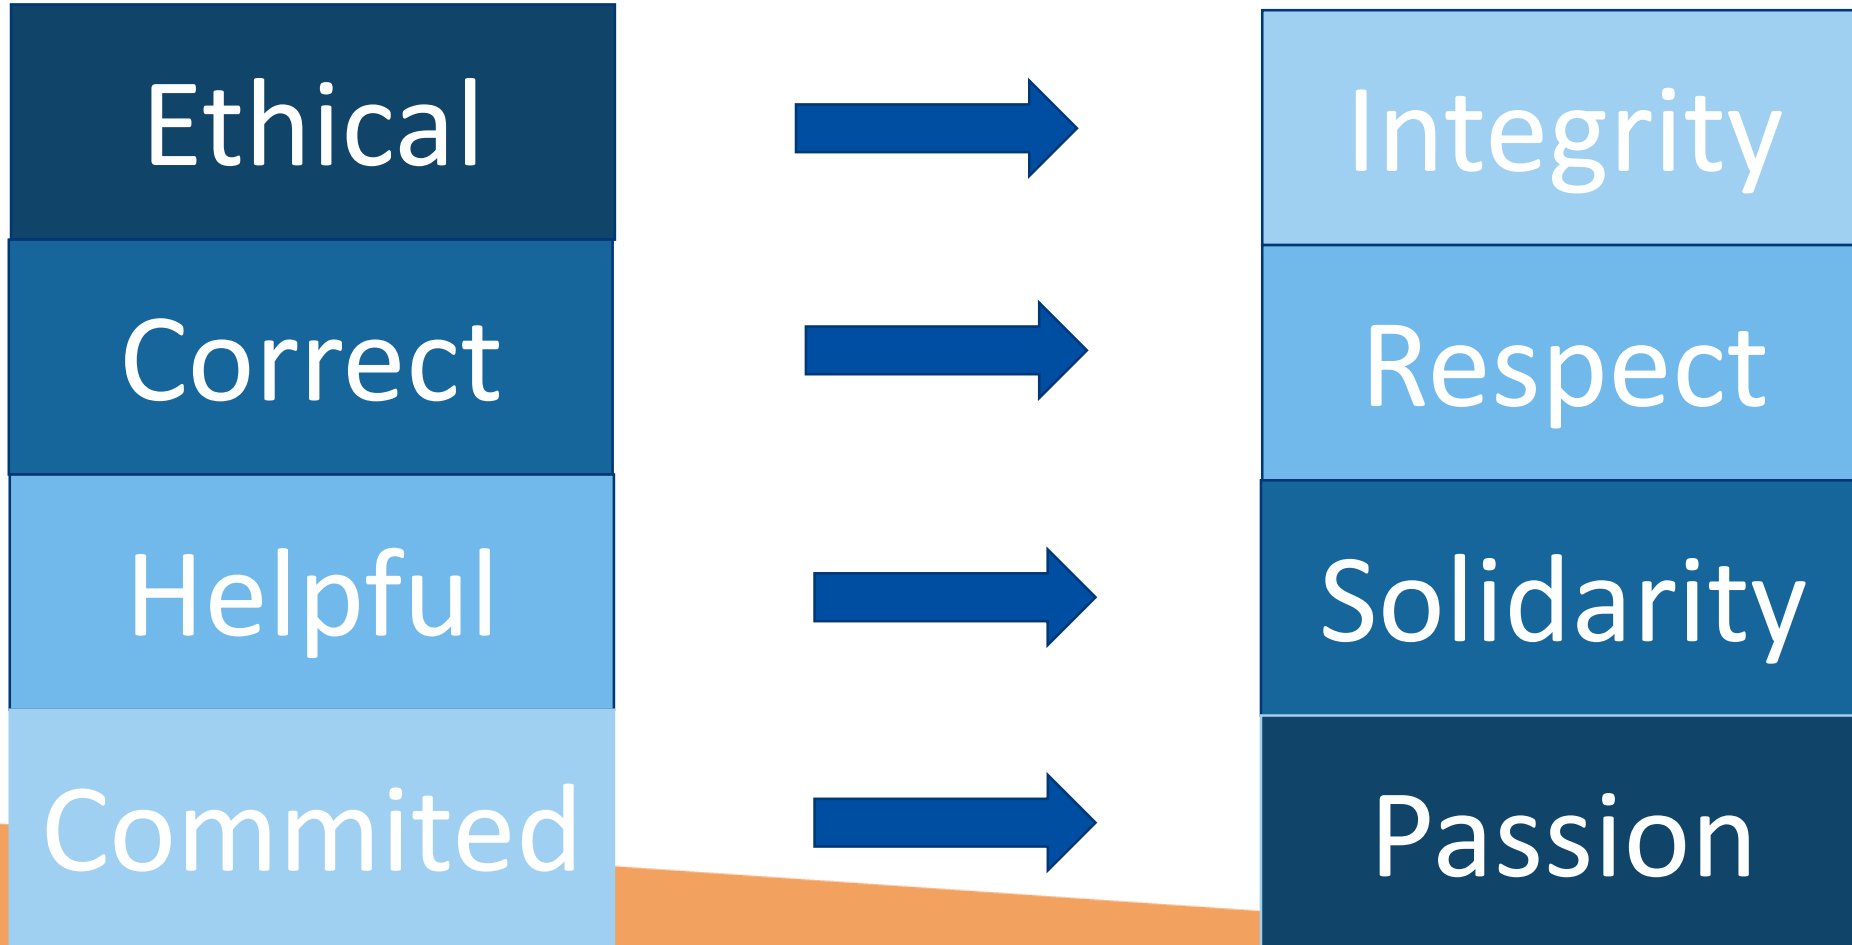 Ethical
Integrity
Correct
Respect
Helpful
Solidarity
Commited
Passion